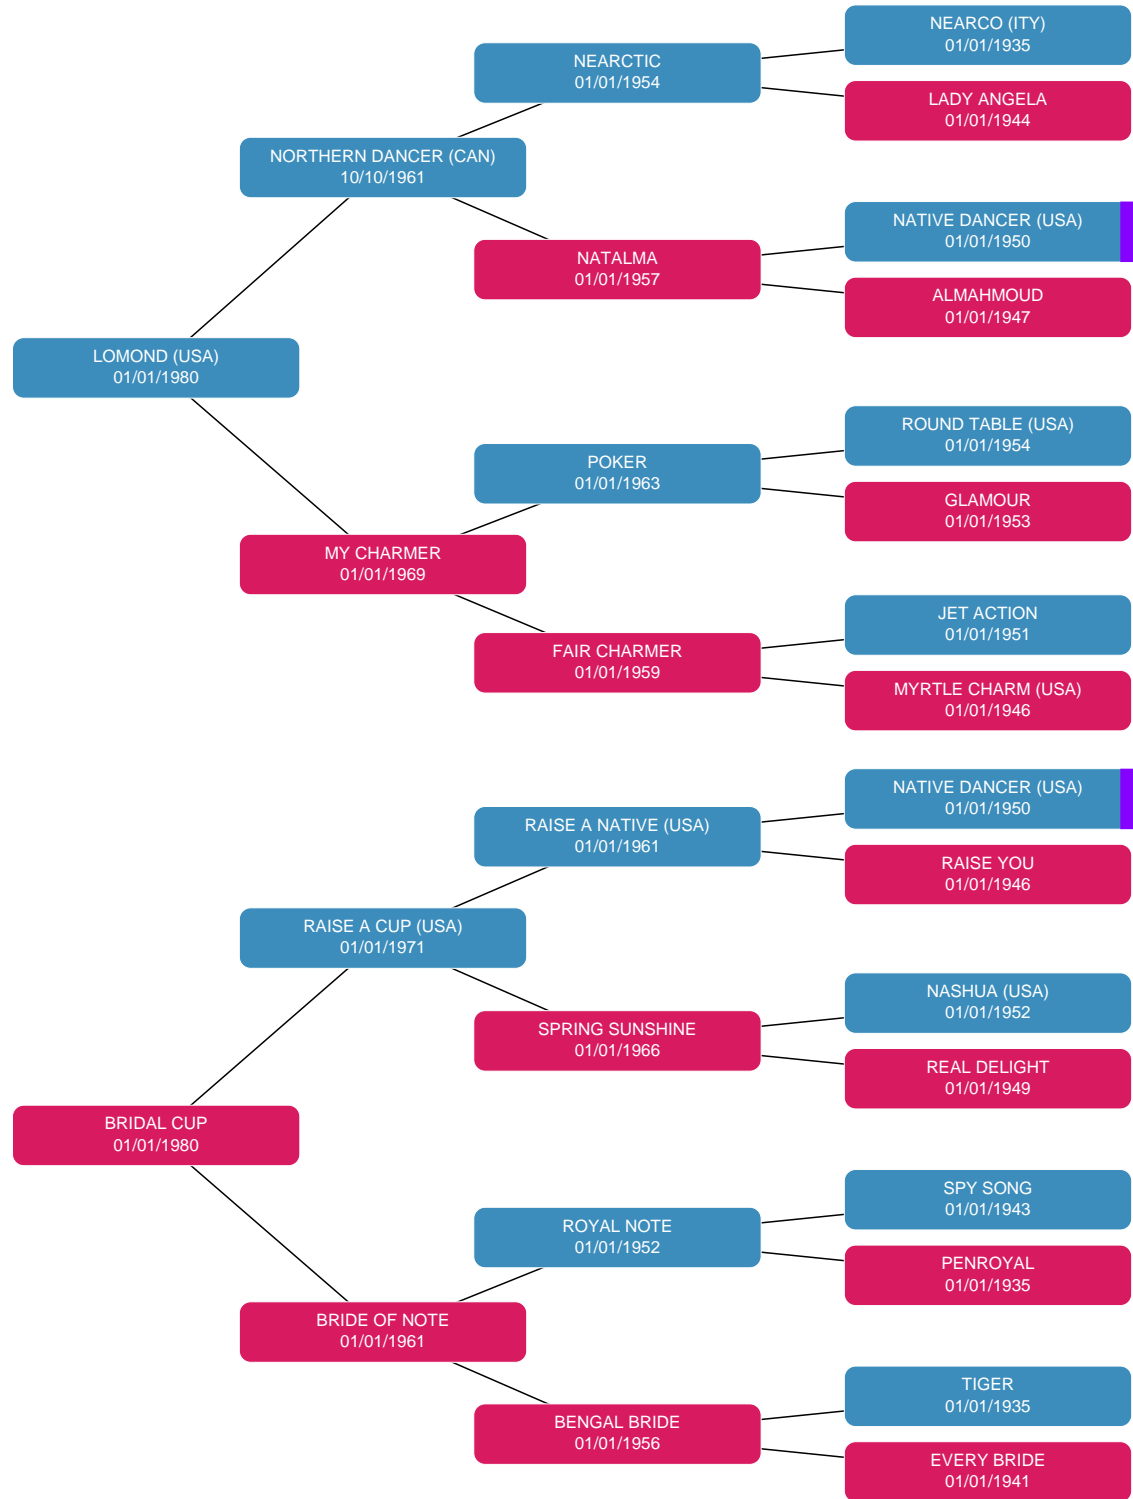 NEARCO (ITY)
01/01/1935
NEARCTIC
01/01/1954
LADY ANGELA
01/01/1944
NORTHERN DANCER (CAN)
10/10/1961
NATIVE DANCER (USA)
01/01/1950
NATALMA
01/01/1957
ALMAHMOUD
01/01/1947
LOMOND (USA)
01/01/1980
ROUND TABLE (USA)
01/01/1954
POKER
01/01/1963
GLAMOUR
01/01/1953
MY CHARMER
01/01/1969
JET ACTION
01/01/1951
FAIR CHARMER
01/01/1959
MYRTLE CHARM (USA)
01/01/1946
NATIVE DANCER (USA)
01/01/1950
RAISE A NATIVE (USA)
01/01/1961
RAISE YOU
01/01/1946
RAISE A CUP (USA)
01/01/1971
NASHUA (USA)
01/01/1952
SPRING SUNSHINE
01/01/1966
REAL DELIGHT
01/01/1949
BRIDAL CUP
01/01/1980
SPY SONG
01/01/1943
ROYAL NOTE
01/01/1952
PENROYAL
01/01/1935
BRIDE OF NOTE
01/01/1961
TIGER
01/01/1935
BENGAL BRIDE
01/01/1956
EVERY BRIDE
01/01/1941